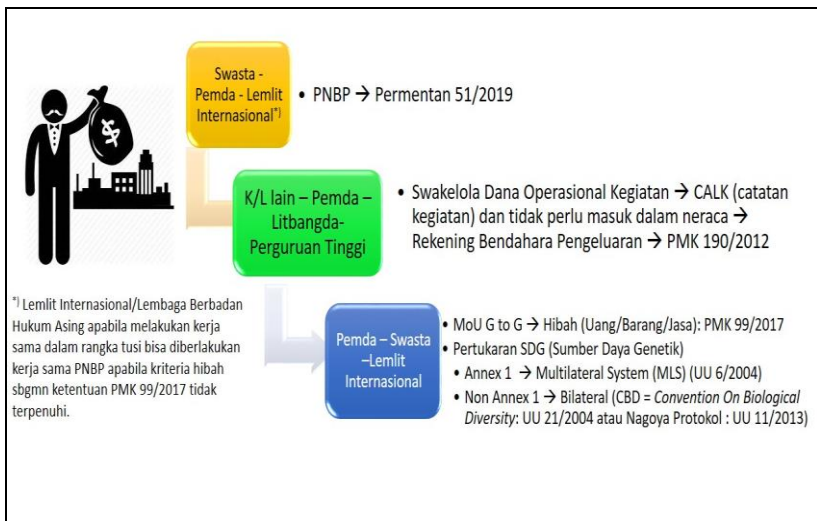 Swasta -
Pemda - Lemlit
Internasional*)
• PNBP → Permentan 51/2019
K/L lain – Pemda –
Litbangda-
Perguruan Tinggi
• Swakelola Dana Operasional Kegiatan → CALK (catatan
kegiatan) dan tidak perlu masuk dalam neraca →
Rekening Bendahara Pengeluaran → PMK 190/2012
*) Lemlit Internasional/Lembaga Berbadan
Hukum Asing apabila melakukan kerja
sama dalam rangka tusi bisa diberlakukan
kerja sama PNBP apabila kriteria hibah
sbgmn ketentuan PMK 99/2017 tidak
terpenuhi.
Pemda – Swasta
–Lemlit
Internasional
• MoU G to G → Hibah (Uang/Barang/Jasa): PMK 99/2017
• Pertukaran SDG (Sumber Daya Genetik)
• Annex 1 → Multilateral System (MLS) (UU 6/2004)
• Non Annex 1 → Bilateral (CBD = Convention On Biological
Diversity: UU 21/2004 atau Nagoya Protokol : UU 11/2013)